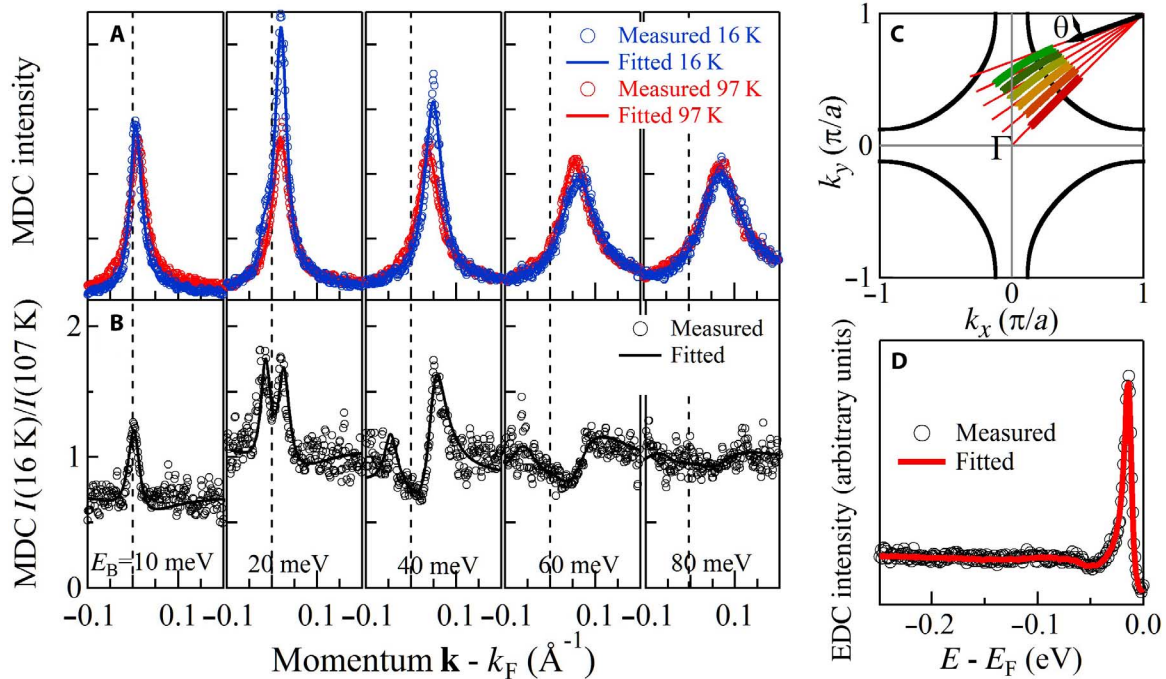 A
Measured 16 K
Fitted 16 K
Measured 97 K
Fitted 97 K
MDC intensity
B
Measured
Fitted
MDC I(16 K)/I(107 K)
2
1
0
E_B=10 meV
20 meV
40 meV
60 meV
80 meV
−0.1 0.1 −0.1 0.1 −0.1 0.1 −0.1 0.1 −0.1 0.1
Momentum k - k_F (Å⁻¹)
C
θ
Γ
k_y (π/a)
1
0
−1
−1 0 1
k_x (π/a)
D
Measured
Fitted
EDC intensity (arbitrary units)
−0.2 −0.1 0.0
E - E_F (eV)